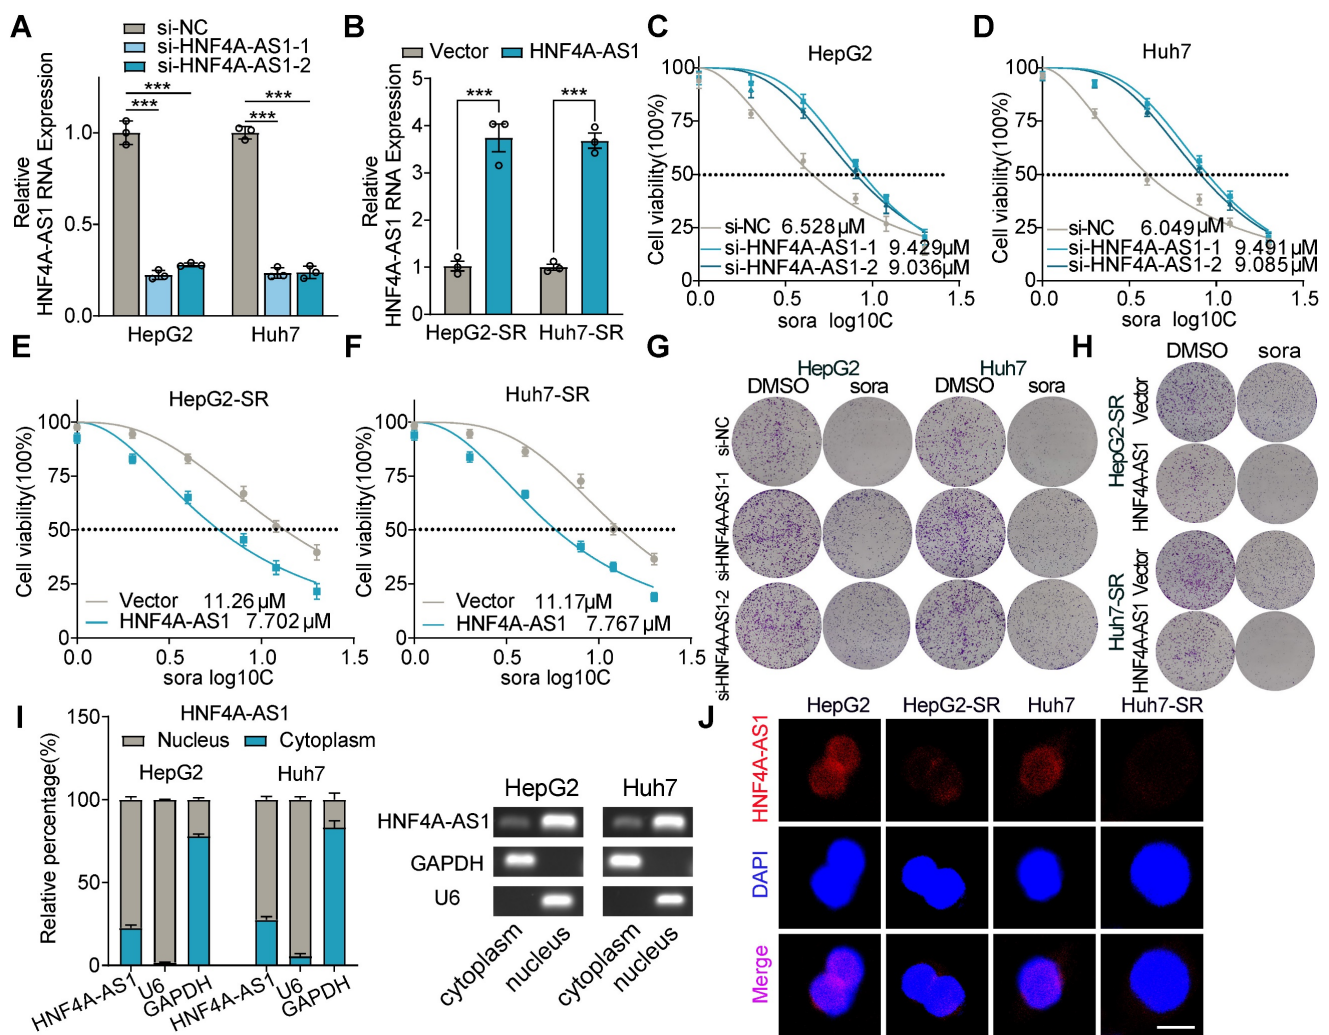 A
si-NC
si-HNF4A-AS1-1
si-HNF4A-AS1-2
Relative
HNF4A-AS1 RNA Expression
1.0
0.5
0.0
***
***
***
***
HepG2
Huh7
B
Vector
HNF4A-AS1
Relative
HNF4A-AS1 RNA Expression
5
4
3
2
1
0
***
***
HepG2-SR
Huh7-SR
C
HepG2
Cell viability(100%)
100
75
50
25
0
si-NC 6.528μM
si-HNF4A-AS1-1 9.429μM
si-HNF4A-AS1-2 9.036μM
0.0
0.5
1.0
1.5
sora log10C
D
Huh7
Cell viability(100%)
100
75
50
25
0
si-NC 6.049μM
si-HNF4A-AS1-1 9.491μM
si-HNF4A-AS1-2 9.085μM
0.0
0.5
1.0
1.5
sora log10C
E
HepG2-SR
Cell viability(100%)
100
75
50
25
0
Vector 11.26μM
HNF4A-AS1 7.702 μM
0.0
0.5
1.0
1.5
sora log10C
F
Huh7-SR
Cell viability(100%)
100
75
50
25
0
Vector 11.17μM
HNF4A-AS1 7.767 μM
0.0
0.5
1.0
1.5
sora log10C
G
HepG2
Huh7
DMSO
sora
DMSO
sora
si-NC
si-HNF4A-AS1-1
si-HNF4A-AS1-2
H
DMSO
sora
HepG2-SR
Vector
HNF4A-AS1
Huh7-SR
Vector
HNF4A-AS1
I
HNF4A-AS1
Nucleus
Cytoplasm
HepG2
Huh7
Relative percentage(%)
150
100
50
0
HNF4A-AS1
U6
GAPDH
HNF4A-AS1
U6
GAPDH
HepG2
Huh7
HNF4A-AS1
GAPDH
U6
cytoplasm
nucleus
cytoplasm
nucleus
J
HepG2
HepG2-SR
Huh7
Huh7-SR
HNF4A-AS1
DAPI
Merge